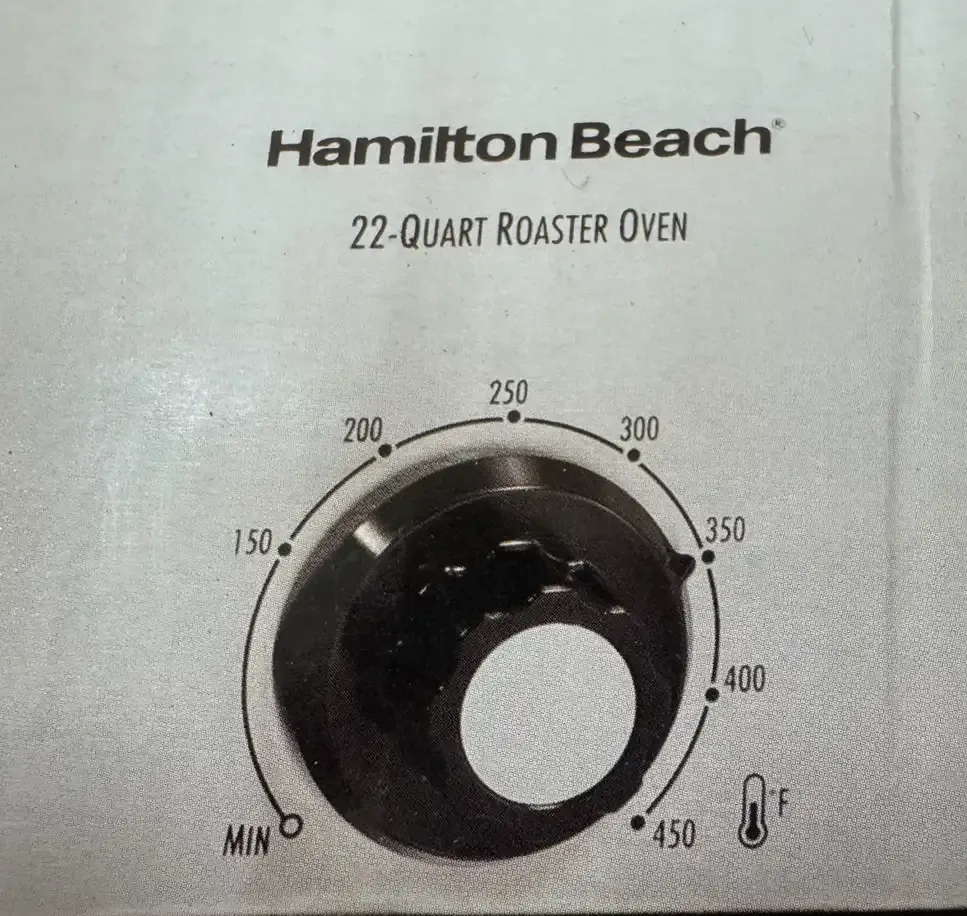 Hamilton Beach®
22-QUART ROASTER OVEN
250
200
300
150
350
400
°F
MIN
450